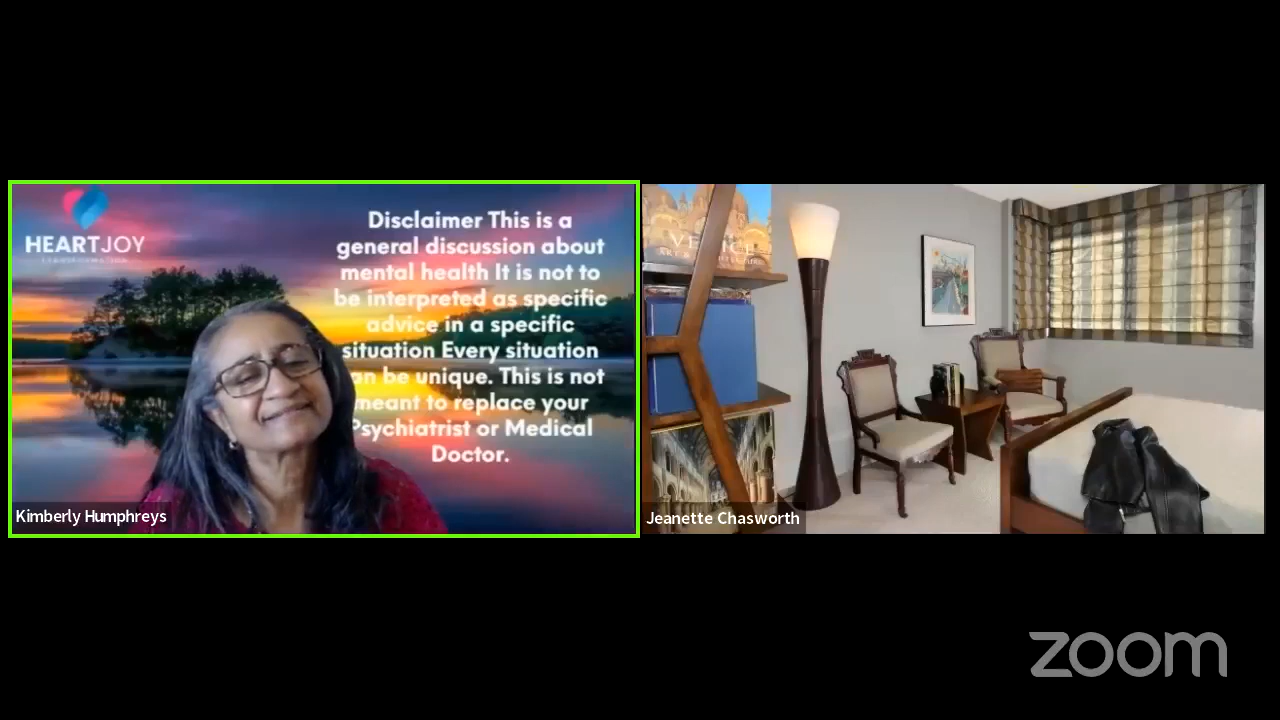 HEARTJOY
TRANSFORMATION
Disclaimer This is a
general discussion about
mental health It is not to
be interpreted as specific
advice in a specific
situation Every situation
can be unique. This is not
meant to replace your
Psychiatrist or Medical
Doctor.
Kimberly Humphreys
VENICE
Jeanette Chasworth
zoom